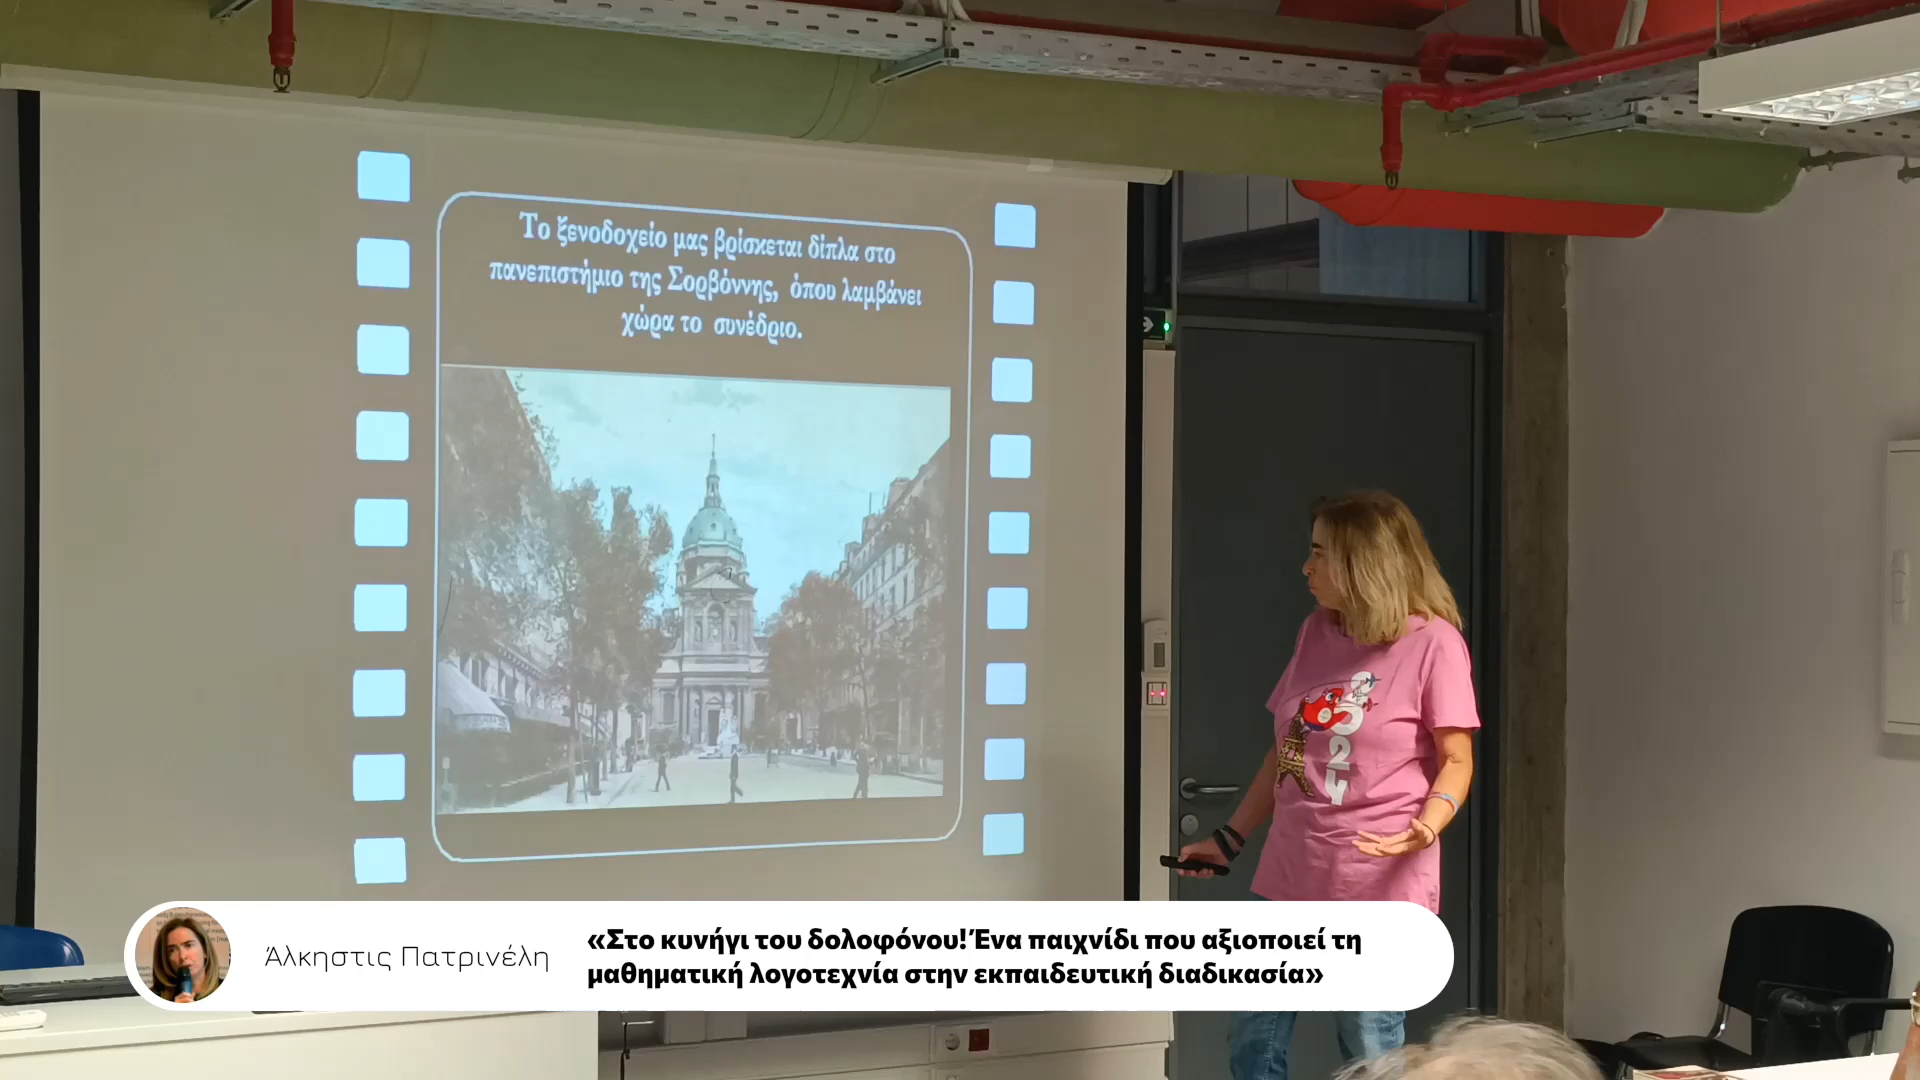 Το ξενοδοχείο μας βρίσκεται δίπλα στο
πανεπιστήμιο της Σορβόννης, όπου λαμβάνει
χώρα το συνέδριο.
2024
Άλκηστις Πατρινέλη
«Στο κυνήγι του δολοφόνου! Ένα παιχνίδι που αξιοποιεί τη
μαθηματική λογοτεχνία στην εκπαιδευτική διαδικασία»